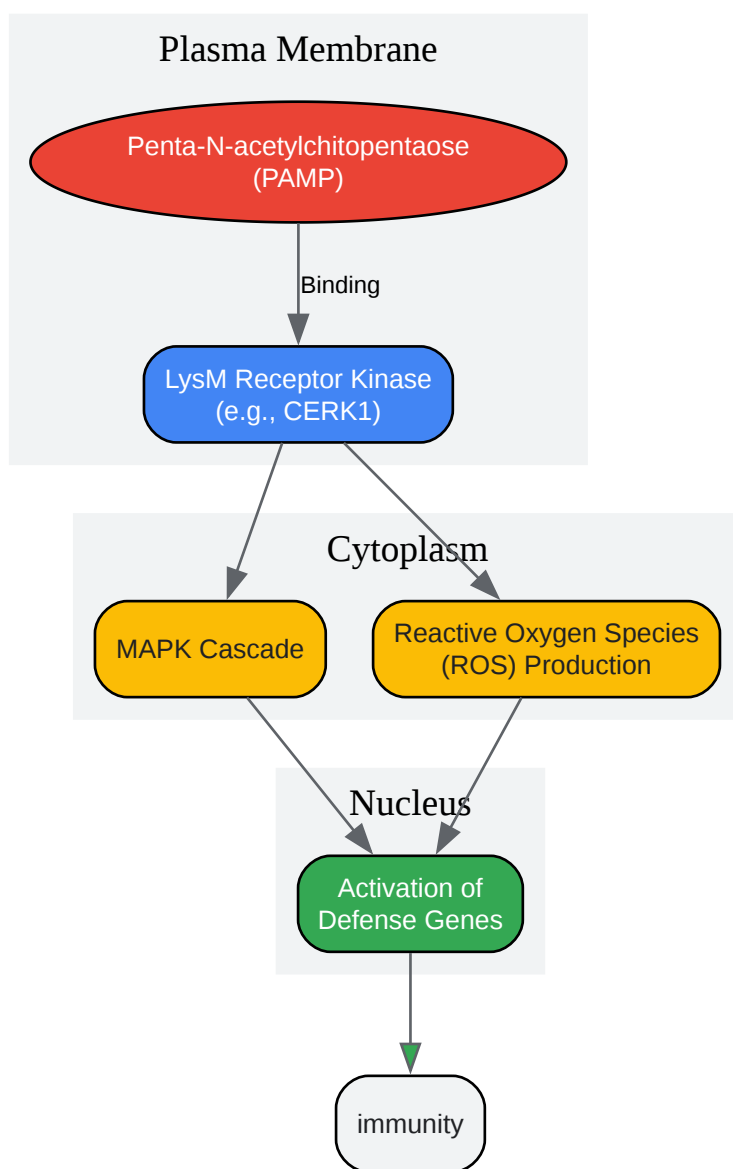 Plasma Membrane
Penta-N-acetylchitopentaose
(PAMP)
Binding
LysM Receptor Kinase
(e.g., CERK1)
Cytoplasm
MAPK Cascade
Reactive Oxygen Species
(ROS) Production
Nucleus
Activation of
Defense Genes
immunity